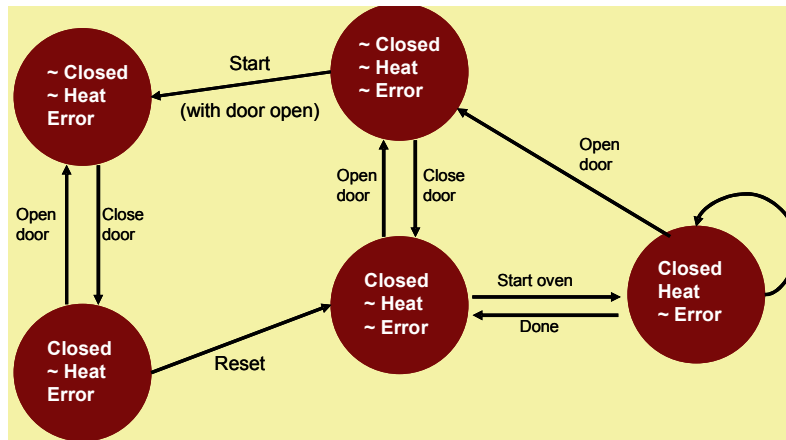 ~ Closed
~ Heat
Error
Start
(with door open)
~ Closed
~ Heat
~ Error
Open
door
Close
door
Open
door
Close
door
Open
door
Closed
~ Heat
Error
Reset
Closed
~ Heat
~ Error
Start oven
Done
Closed
Heat
~ Error